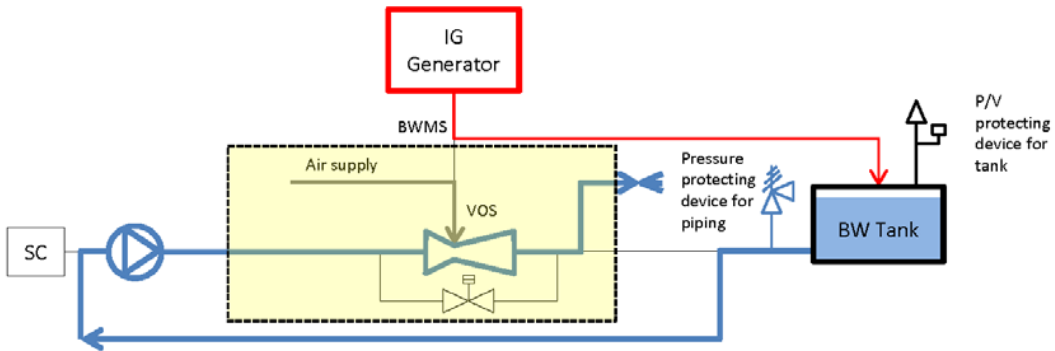 IG
Generator
BWMS
P/V
protecting
device for
tank
Air supply
Pressure
protecting
device for
piping
VOS
SC
BW Tank